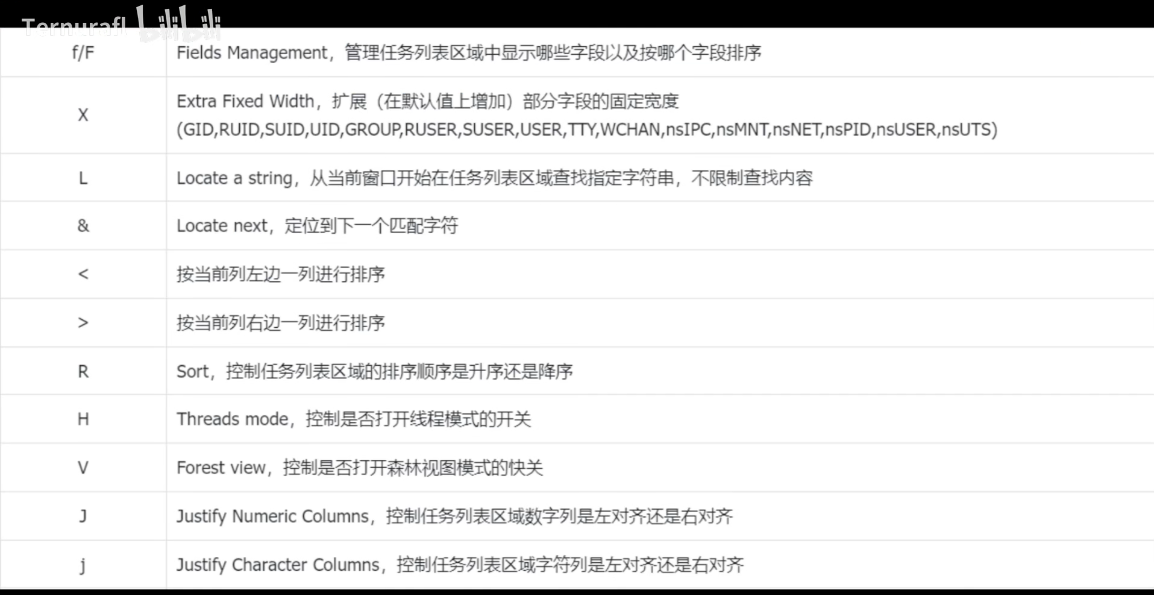 bilibili
f/F Fields Management，管理任务列表区域中显示哪些字段以及按哪个字段排序
X Extra Fixed Width，扩展（在默认值上增加）部分字段的固定宽度
(GID,RUID,SUID,UID,GROUP,RUSER,SUSER,USER,TTY,WCHAN,nsIPC,nsMNT,nsNET,nsPID,nsUSER,nsUTS)
L Locate a string，从当前窗口开始在任务列表区域查找指定字符串，不限制查找内容
& Locate next，定位到下一个匹配字符
< 按当前列左边一列进行排序
> 按当前列右边一列进行排序
R Sort，控制任务列表区域的排序顺序是升序还是降序
H Threads mode，控制是否打开线程模式的开关
V Forest view，控制是否打开森林视图模式的快关
J Justify Numeric Columns，控制任务列表区域数字列是左对齐还是右对齐
j Justify Character Columns，控制任务列表区域字符列是左对齐还是右对齐